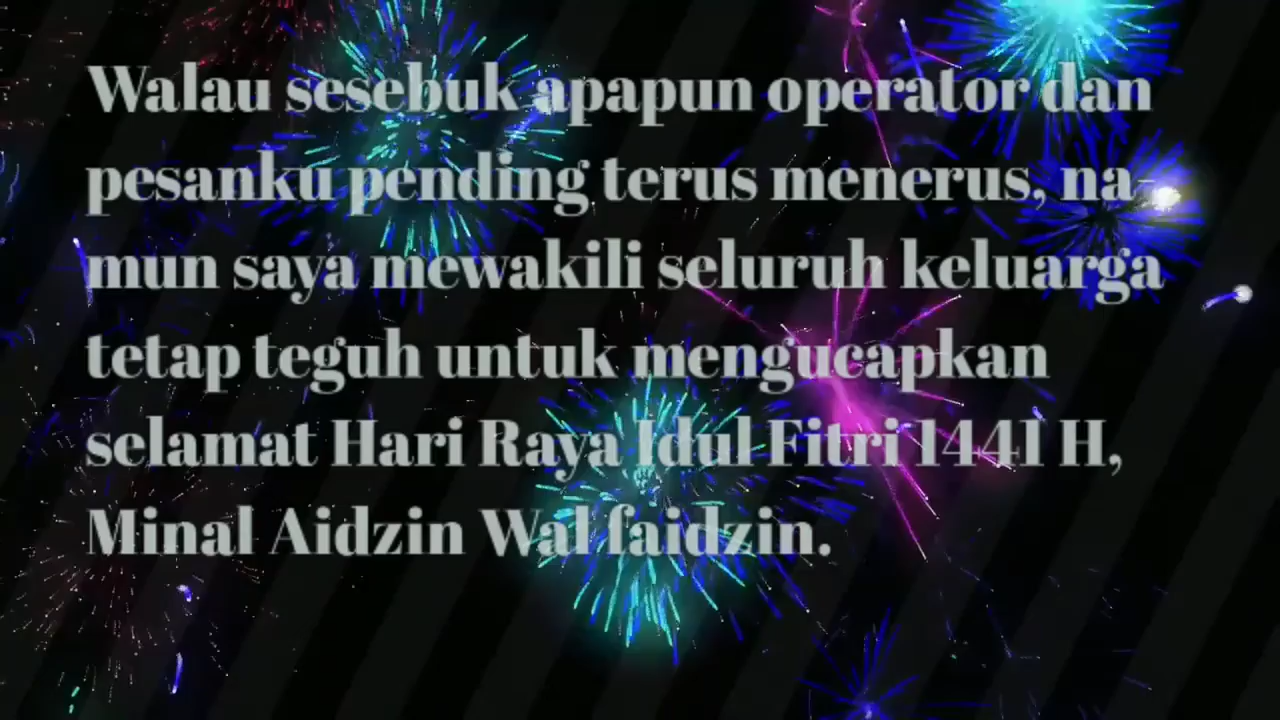 Walau sesebuk apapun operator dan
pesanku pending terus menerus, na-
mun saya mewakili seluruh keluarga
tetap teguh untuk mengucapkan
selamat Hari Raya Idul Fitri 1441 H,
Minal Aidzin Wal faidzin.